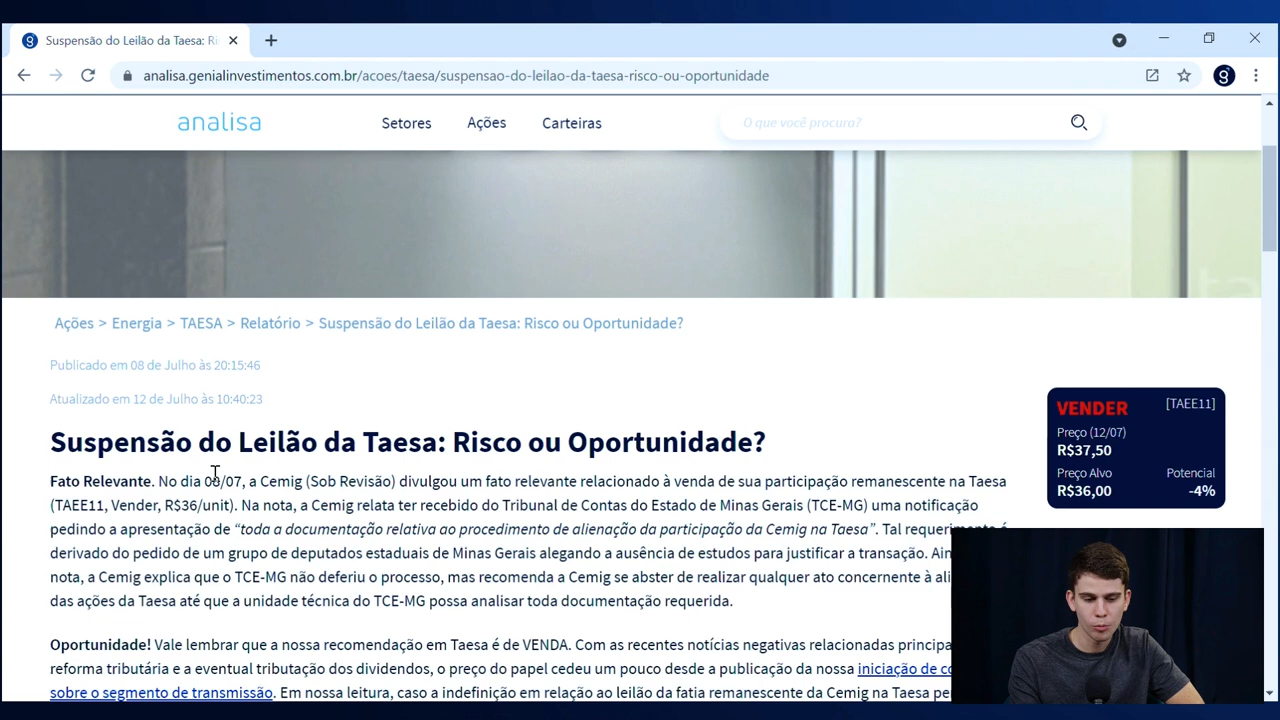 Suspensão do Leilão da Taesa: Ri
analisa.genialinvestimentos.com.br/acoes/taesa/suspensao-do-leilao-da-taesa-risco-ou-oportunidade
analisa
Setores
Ações
Carteiras
O que você procura?
Ações > Energia > TAESA > Relatório > Suspensão do Leilão da Taesa: Risco ou Oportunidade?
Publicado em 08 de Julho às 20:15:46
Atualizado em 12 de Julho às 10:40:23
Suspensão do Leilão da Taesa: Risco ou Oportunidade?
Fato Relevante. No dia /07, a Cemig (Sob Revisão) divulgou um fato relevante relacionado à venda de sua participação remanescente na Taesa
(TAEE11, Vender, R$36/unit). Na nota, a Cemig relata ter recebido do Tribunal de Contas do Estado de Minas Gerais (TCE-MG) uma notificação
pedindo a apresentação de “toda a documentação relativa ao procedimento de alienação da participação da Cemig na Taesa”. Tal requerimento é
derivado do pedido de um grupo de deputados estaduais de Minas Gerais alegando a ausência de estudos para justificar a transação. Ain
nota, a Cemig explica que o TCE-MG não deferiu o processo, mas recomenda a Cemig se abster de realizar qualquer ato concernente à ali
das ações da Taesa até que a unidade técnica do TCE-MG possa analisar toda documentação requerida.
Oportunidade! Vale lembrar que a nossa recomendação em Taesa é de VENDA. Com as recentes notícias negativas relacionadas principa
reforma tributária e a eventual tributação dos dividendos, o preço do papel cedeu um pouco desde a publicação da nossa iniciação de co
sobre o segmento de transmissão. Em nossa leitura, caso a indefinição em relação ao leilão da fatia remanescente da Cemig na Taesa pe
VENDER
[TAEE11]
Preço (12/07)
R$37,50
Preço Alvo
Potencial
R$36,00
-4%